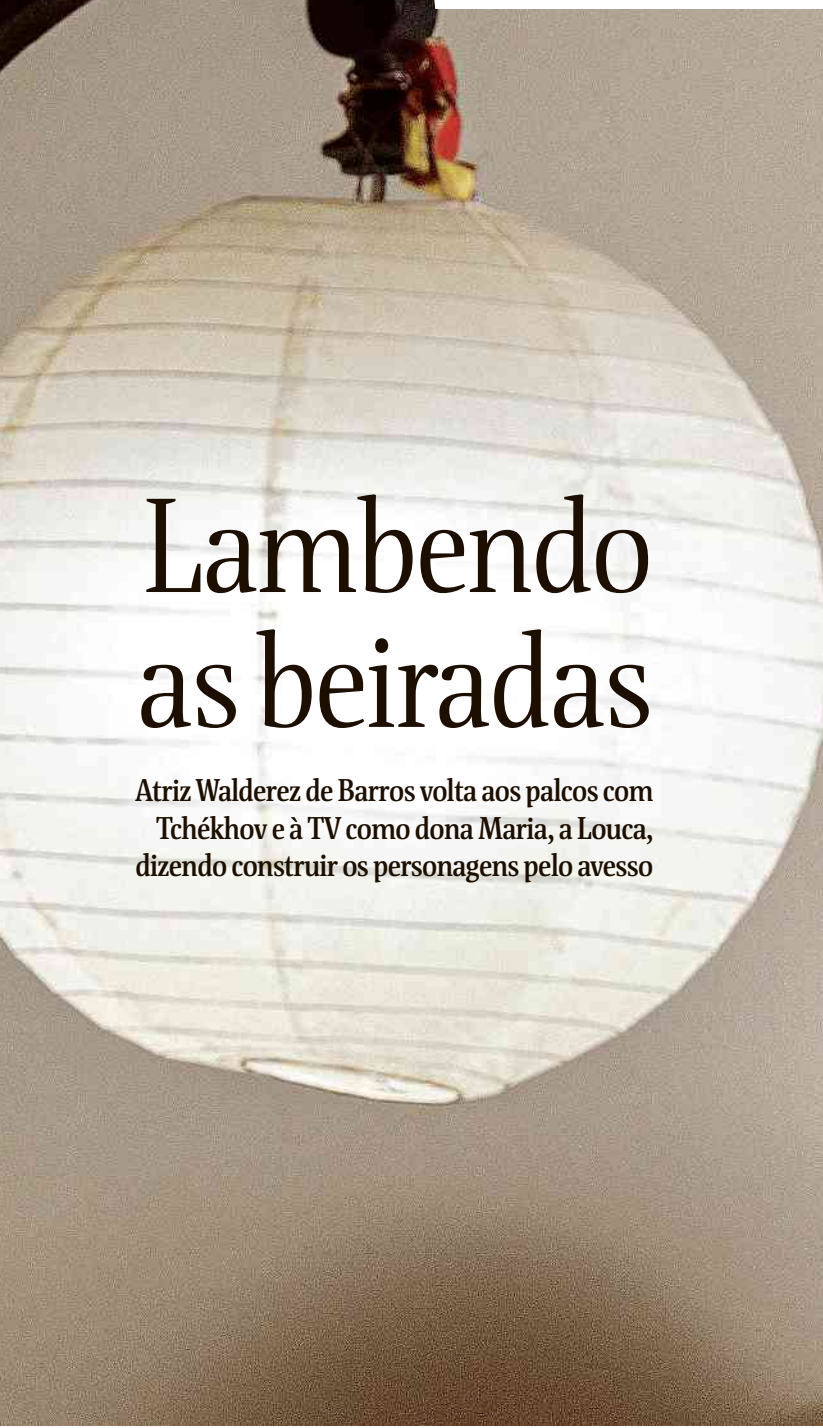 Lambendo
as beiradas
Atriz Walderez de Barros volta aos palcos com
Tchékhov e à TV como dona Maria, a Louca,
dizendo construir os personagens pelo avesso